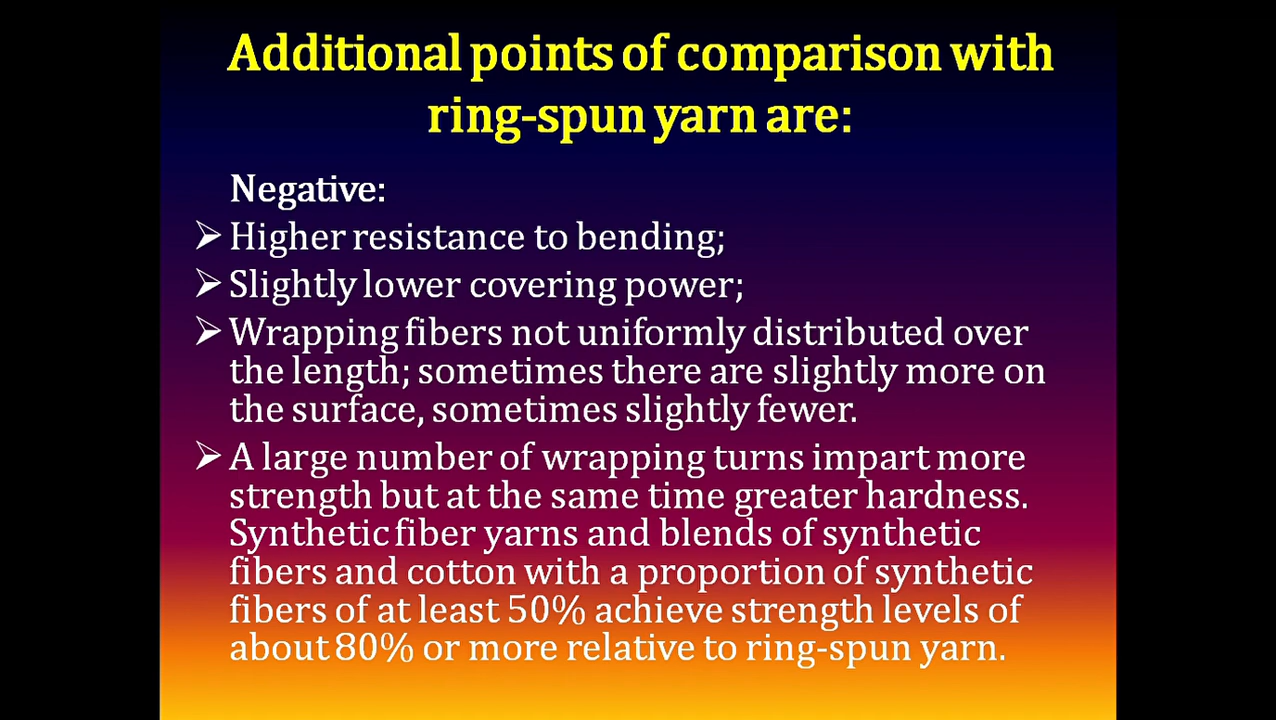 Additional points of comparison with
ring-spun yarn are:
Negative:
➢ Higher resistance to bending;
➢ Slightly lower covering power;
➢ Wrapping fibers not uniformly distributed over
the length; sometimes there are slightly more on
the surface, sometimes slightly fewer.
➢ A large number of wrapping turns impart more
strength but at the same time greater hardness.
Synthetic fiber yarns and blends of synthetic
fibers and cotton with a proportion of synthetic
fibers of at least 50% achieve strength levels of
about 80% or more relative to ring-spun yarn.